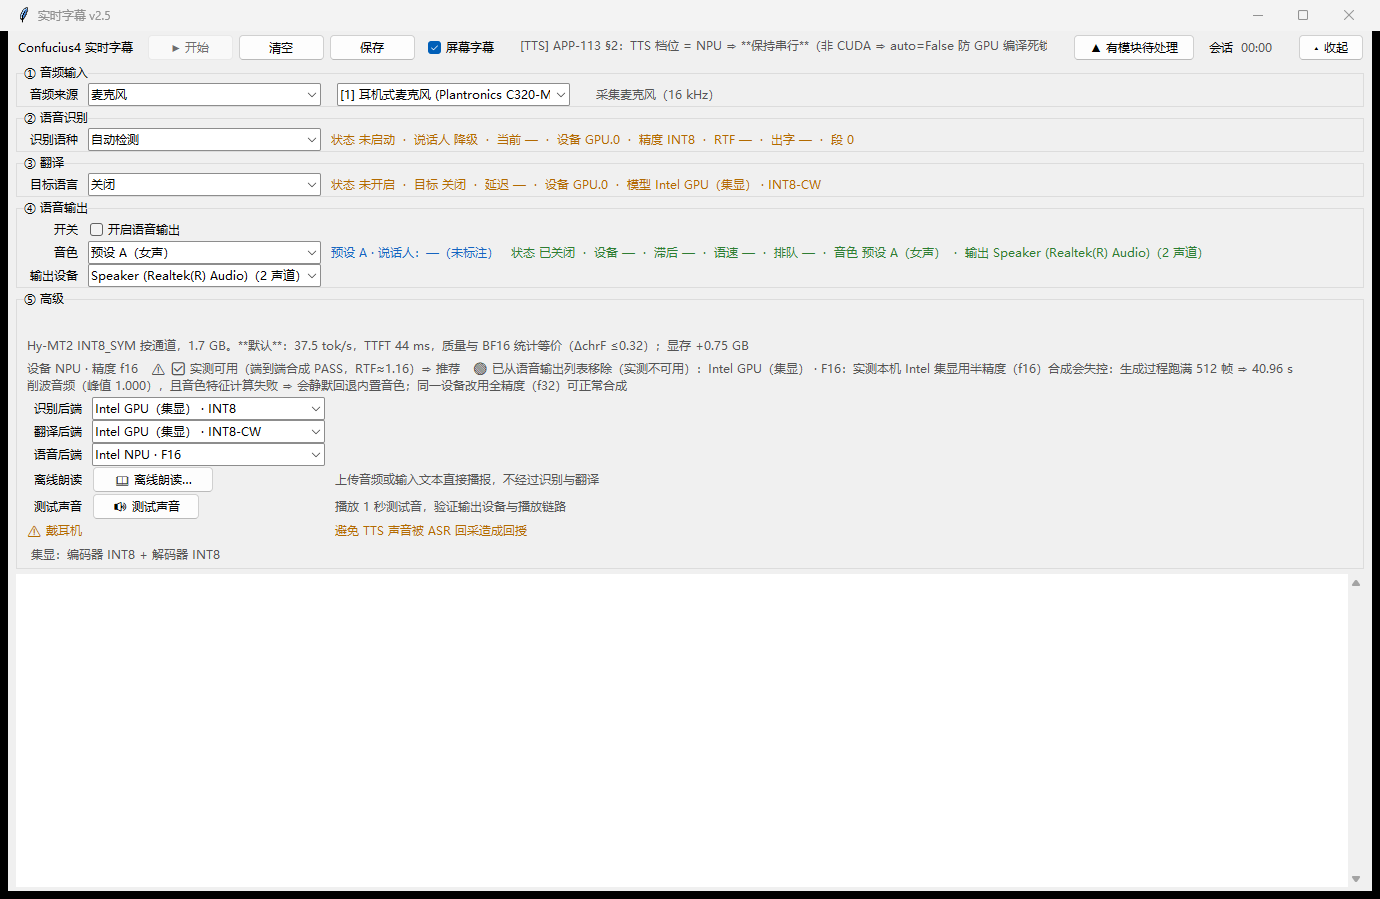 实时字幕 v2.5
Confucius4 实时字幕 ▶ 开始 清空 保存 屏幕字幕 [TTS] APP-113 §2：TTS 档位 = NPU ⇒ **保持串行**（非 CUDA ⇒ auto=False 防 GPU 编译死锁 ▲ 有模块待处理 会话 00:00 ▴ 收起
① 音频输入
音频来源 麦克风 [1] 耳机式麦克风 (Plantronics C320-M 采集麦克风（16 kHz）
② 语音识别
识别语种 自动检测 状态 未启动 · 说话人 降级 · 当前 — · 设备 GPU.0 · 精度 INT8 · RTF — · 出字 — · 段 0
③ 翻译
目标语言 关闭 状态 未开启 · 目标 关闭 · 延迟 — · 设备 GPU.0 · 模型 Intel GPU（集显） · INT8-CW
④ 语音输出
开关 开启语音输出
音色 预设 A（女声） 预设 A · 说话人：—（未标注） 状态 已关闭 · 设备 — · 滞后 — · 语速 — · 排队 — · 音色 预设 A（女声） · 输出 Speaker (Realtek(R) Audio)（2 声道）
输出设备 Speaker (Realtek(R) Audio)（2 声道）
⑤ 高级
Hy-MT2 INT8_SYM 按通道，1.7 GB。**默认**：37.5 tok/s，TTFT 44 ms，质量与 BF16 统计等价（ΔchrF ≤0.32）；显存 +0.75 GB
设备 NPU · 精度 f16 ⚠ ☑ 实测可用（端到端合成 PASS，RTF≈1.16）⇒ 推荐 已从语音输出列表移除（实测不可用）：Intel GPU（集显） · F16：实测本机 Intel 集显用半精度（f16）合成会失控：生成过程跑满 512 帧 ⇒ 40.96 s
削波音频（峰值 1.000），且音色特征计算失败 ⇒ 会静默回退内置音色；同一设备改用全精度（f32）可正常合成
识别后端 Intel GPU（集显） · INT8
翻译后端 Intel GPU（集显） · INT8-CW
语音后端 Intel NPU · F16
离线朗读 离线朗读... 上传音频或输入文本直接播报，不经过识别与翻译
测试声音 测试声音 播放 1 秒测试音，验证输出设备与播放链路
⚠ 戴耳机 避免 TTS 声音被 ASR 回采造成回授
集显：编码器 INT8 + 解码器 INT8